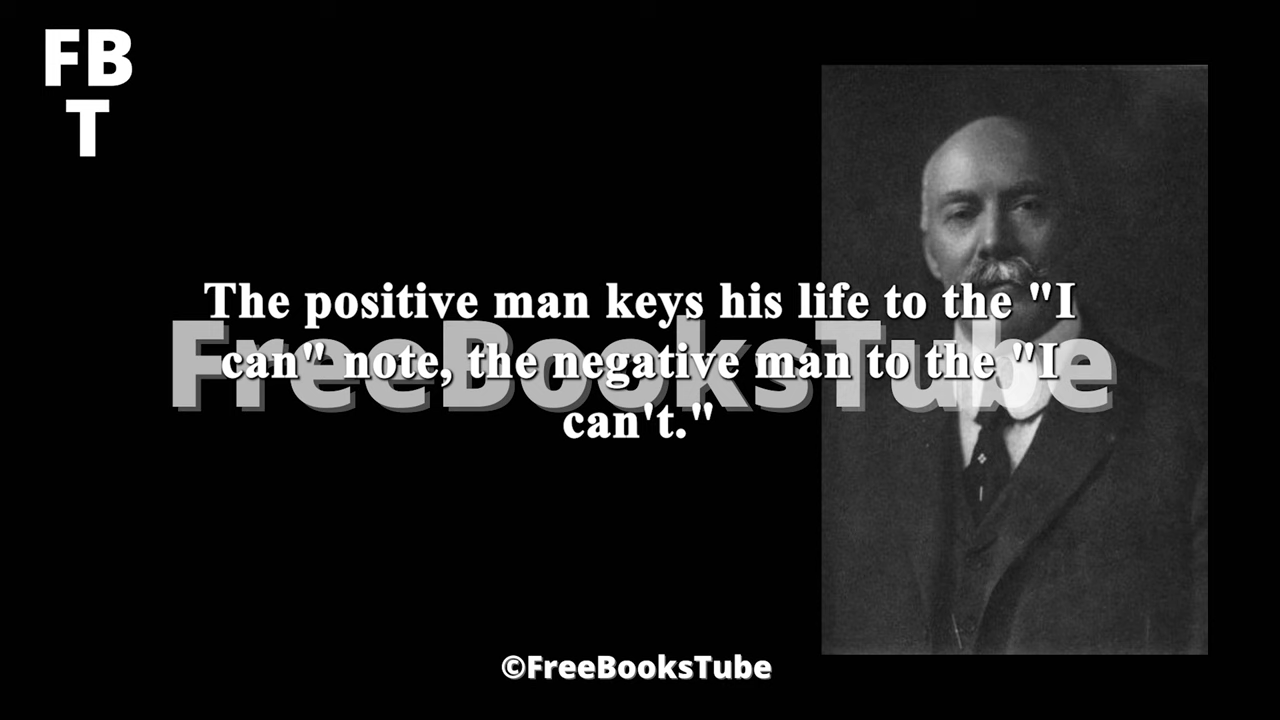 FB
T
The positive man keys his life to the "I
can" note, the negative man to the "I
can't."
FreeBooksTube
©FreeBooksTube